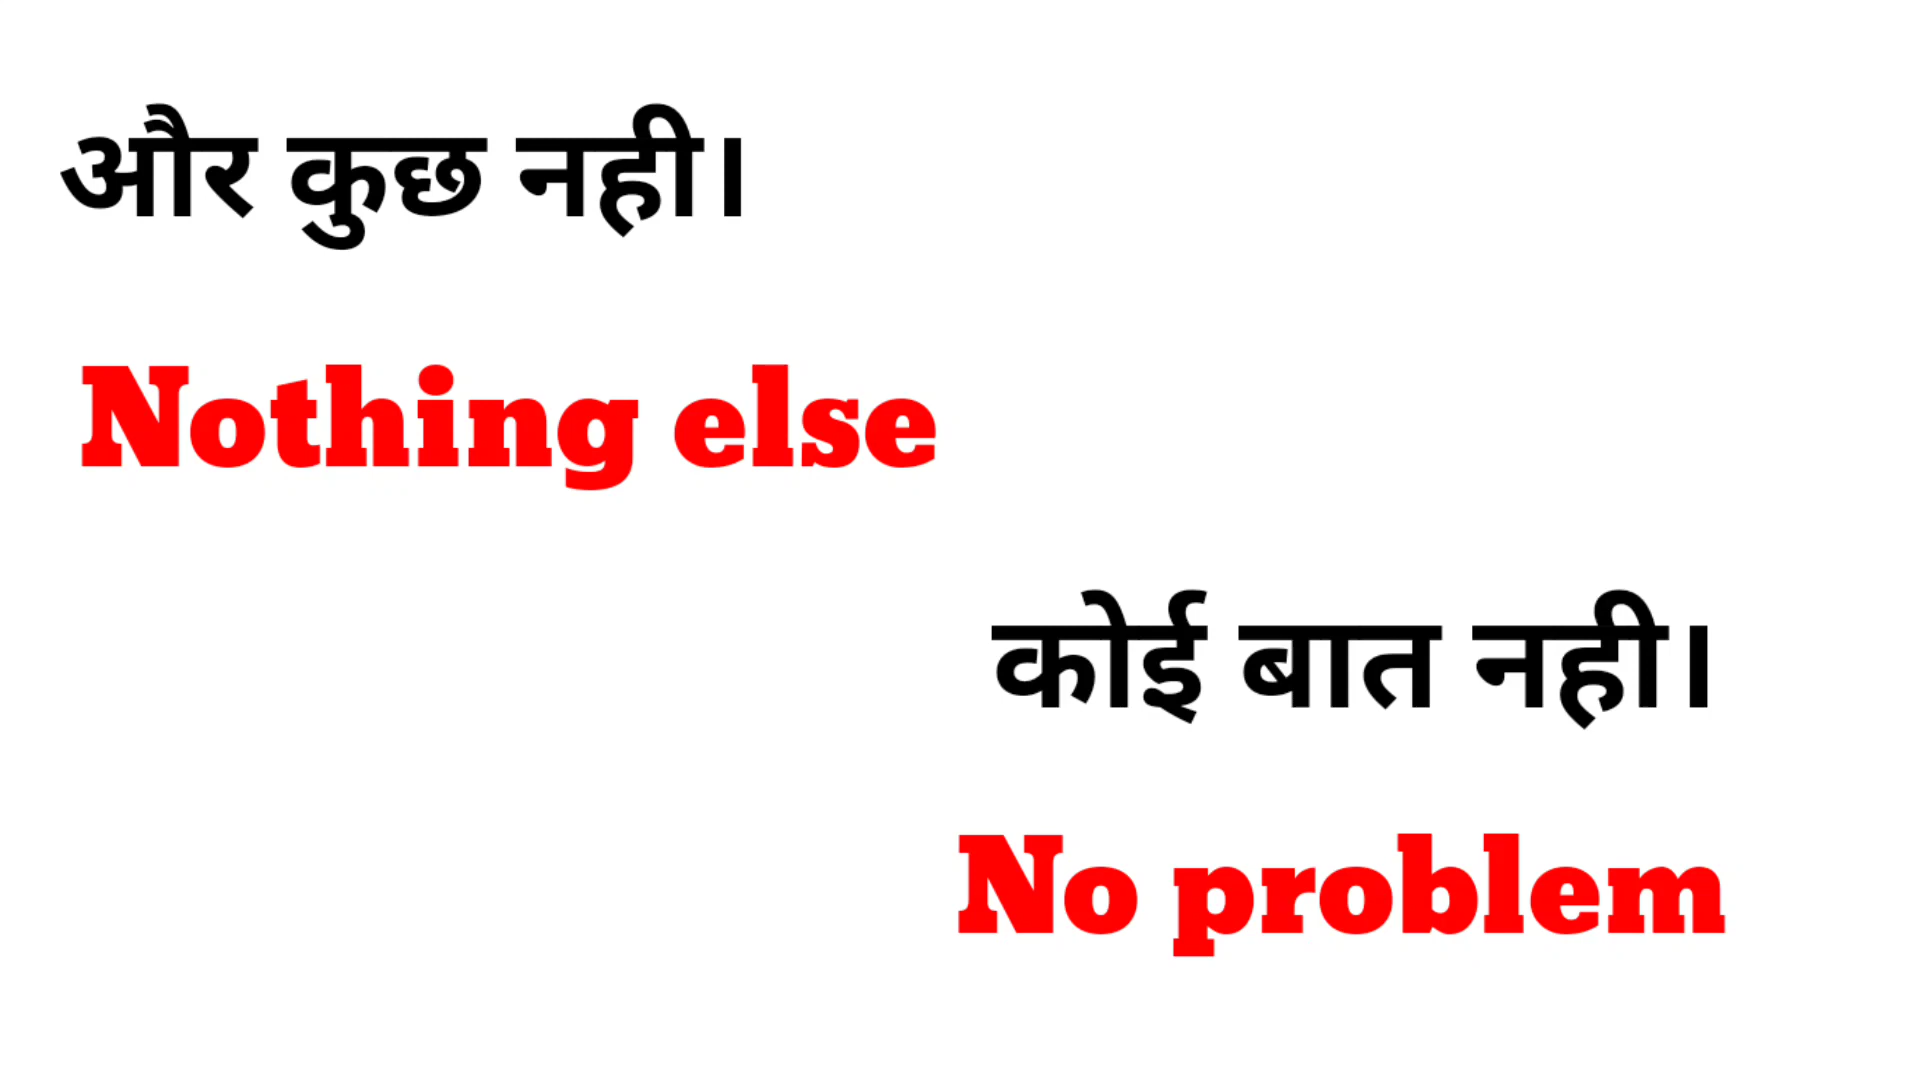 और कुछ नही।
Nothing else
कोई बात नही।
No problem